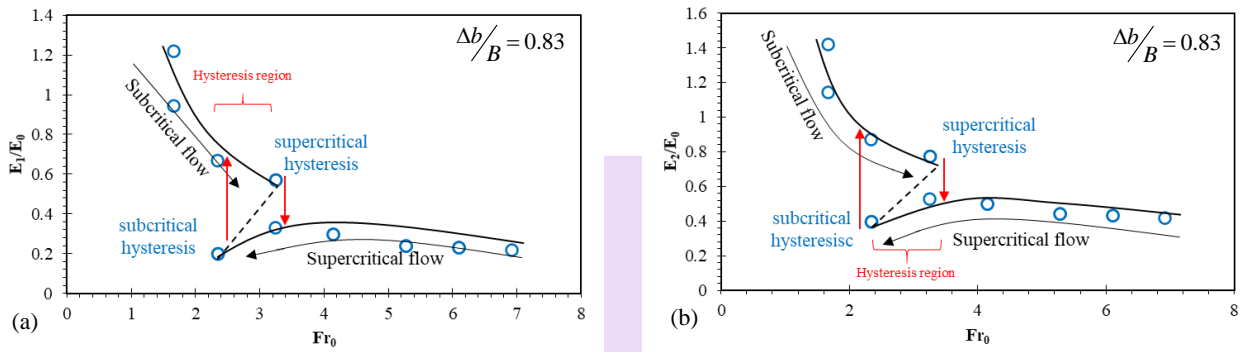 1.4
1.2
1
0.8
0.6
0.4
0.2
0
E1/E0
0 1 2 3 4 5 6 7 8
Fr0
(a)
Δb/B = 0.83
Hysteresis region
Subcritical flow
supercritical
hysteresis
subcritical
hysteresis
Supercritical flow
1.6
1.4
1.2
1
0.8
0.6
0.4
0.2
0
E2/E0
0 2 4 6 8
Fr0
(b)
Δb/B = 0.83
Subcritical flow
supercritical
hysteresis
subcritical
hysteresisc
Supercritical flow
Hysteresis region